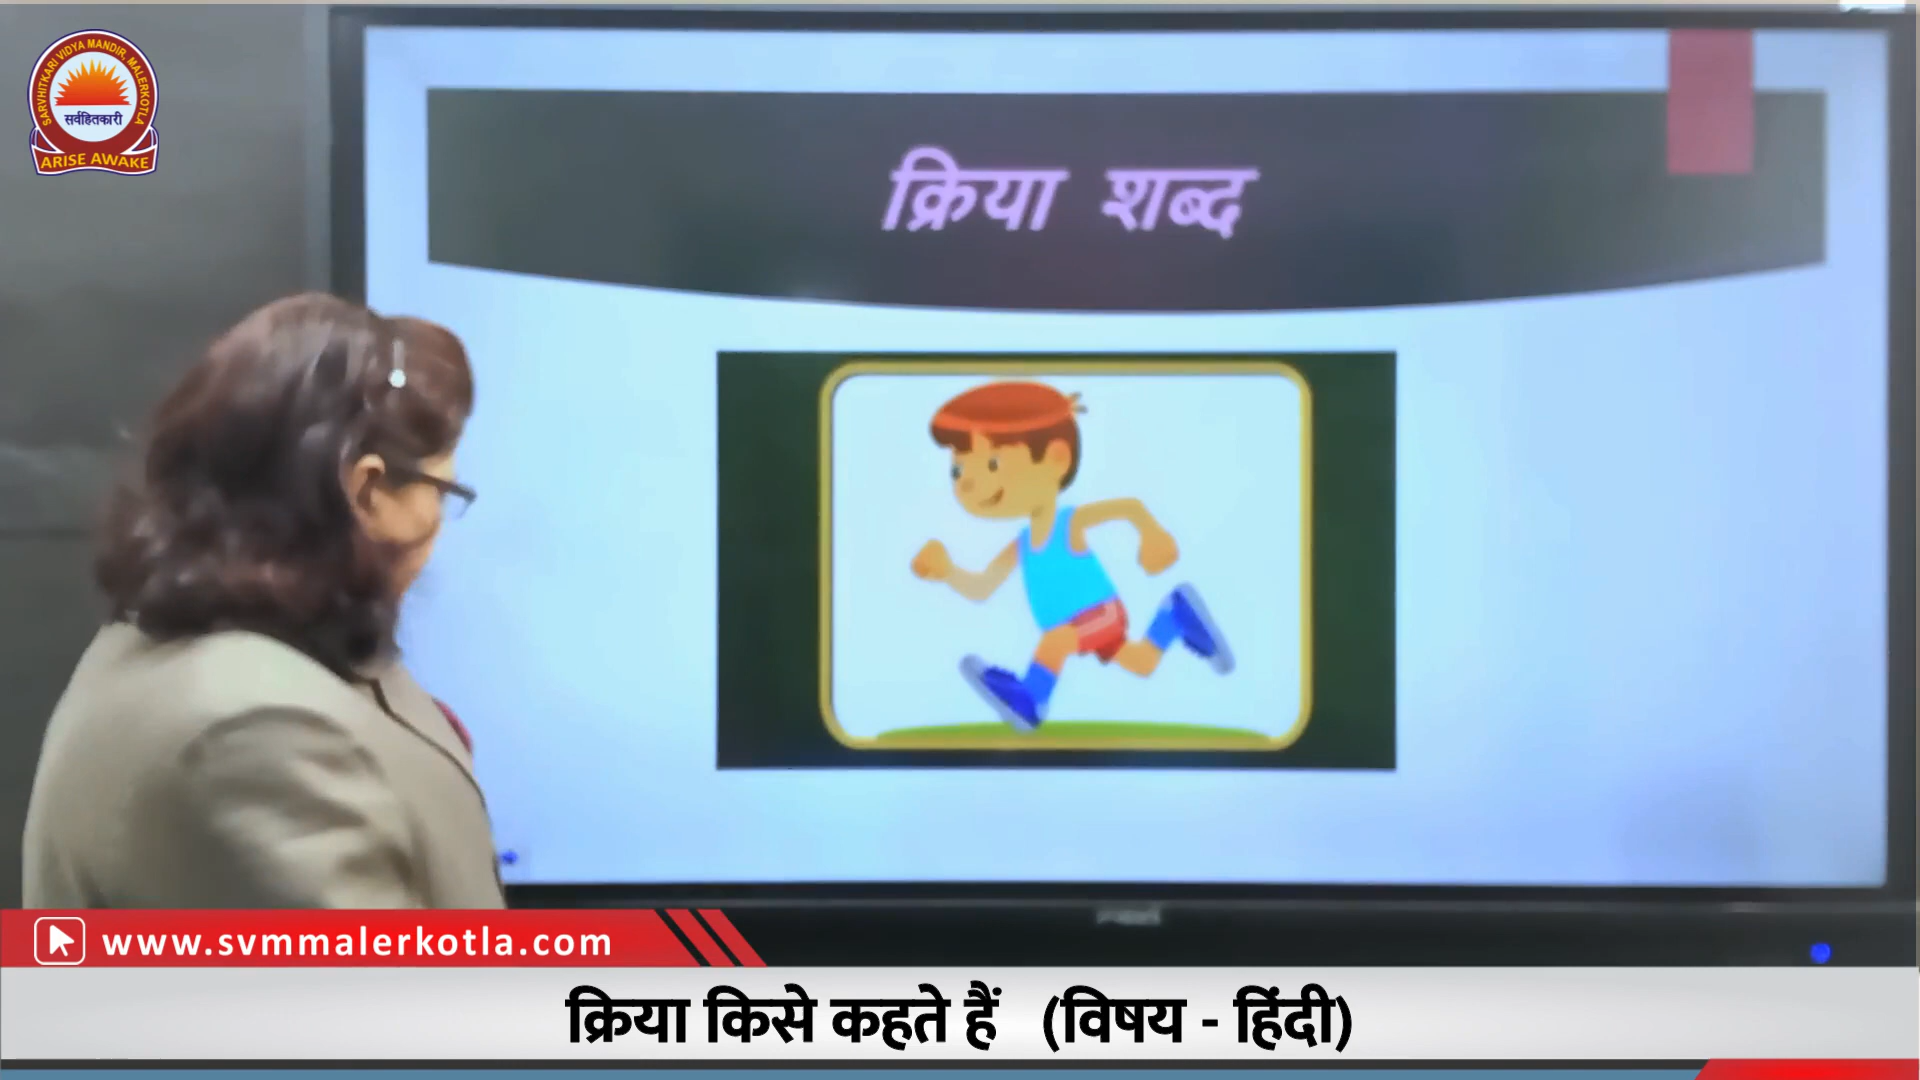 SARVHITKARI VIDYA MANDIR, MALERKOTLA
सर्वहितकारी
ARISE AWAKE
क्रिया शब्द
www.svmmalerkotla.com
क्रिया किसे कहते हैं (विषय - हिंदी)